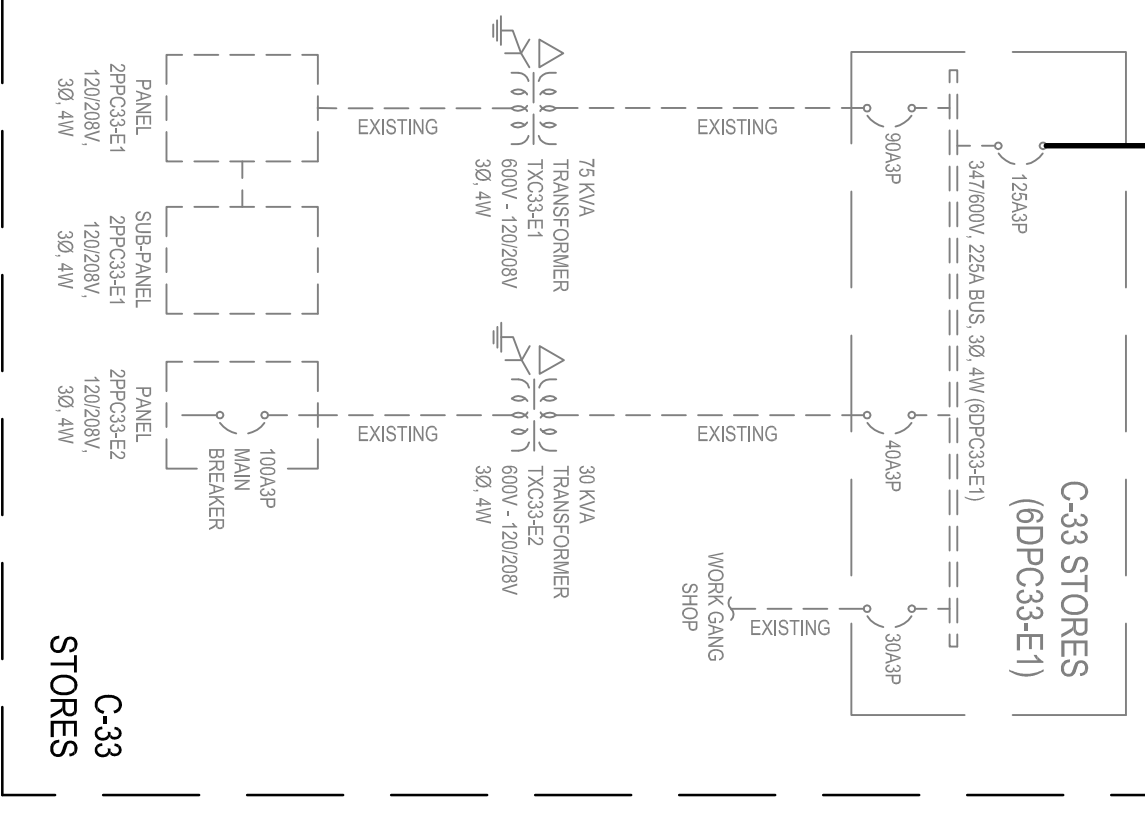 C-33 STORES
(6DPC33-E1)
125A3P
347/600V, 225A BUS, 3Ø, 4W (6DPC33-E1)
90A3P
40A3P
30A3P
EXISTING
EXISTING
EXISTING
WORK GANG
SHOP
75 KVA
TRANSFORMER
TXC33-E1
600V - 120/208V
3Ø, 4W
30 KVA
TRANSFORMER
TXC33-E2
600V - 120/208V
3Ø, 4W
EXISTING
EXISTING
PANEL
2PPC33-E1
120/208V,
3Ø, 4W
SUB-PANEL
2PPC33-E1
120/208V,
3Ø, 4W
100A3P
MAIN
BREAKER
PANEL
2PPC33-E2
120/208V,
3Ø, 4W
C-33
STORES